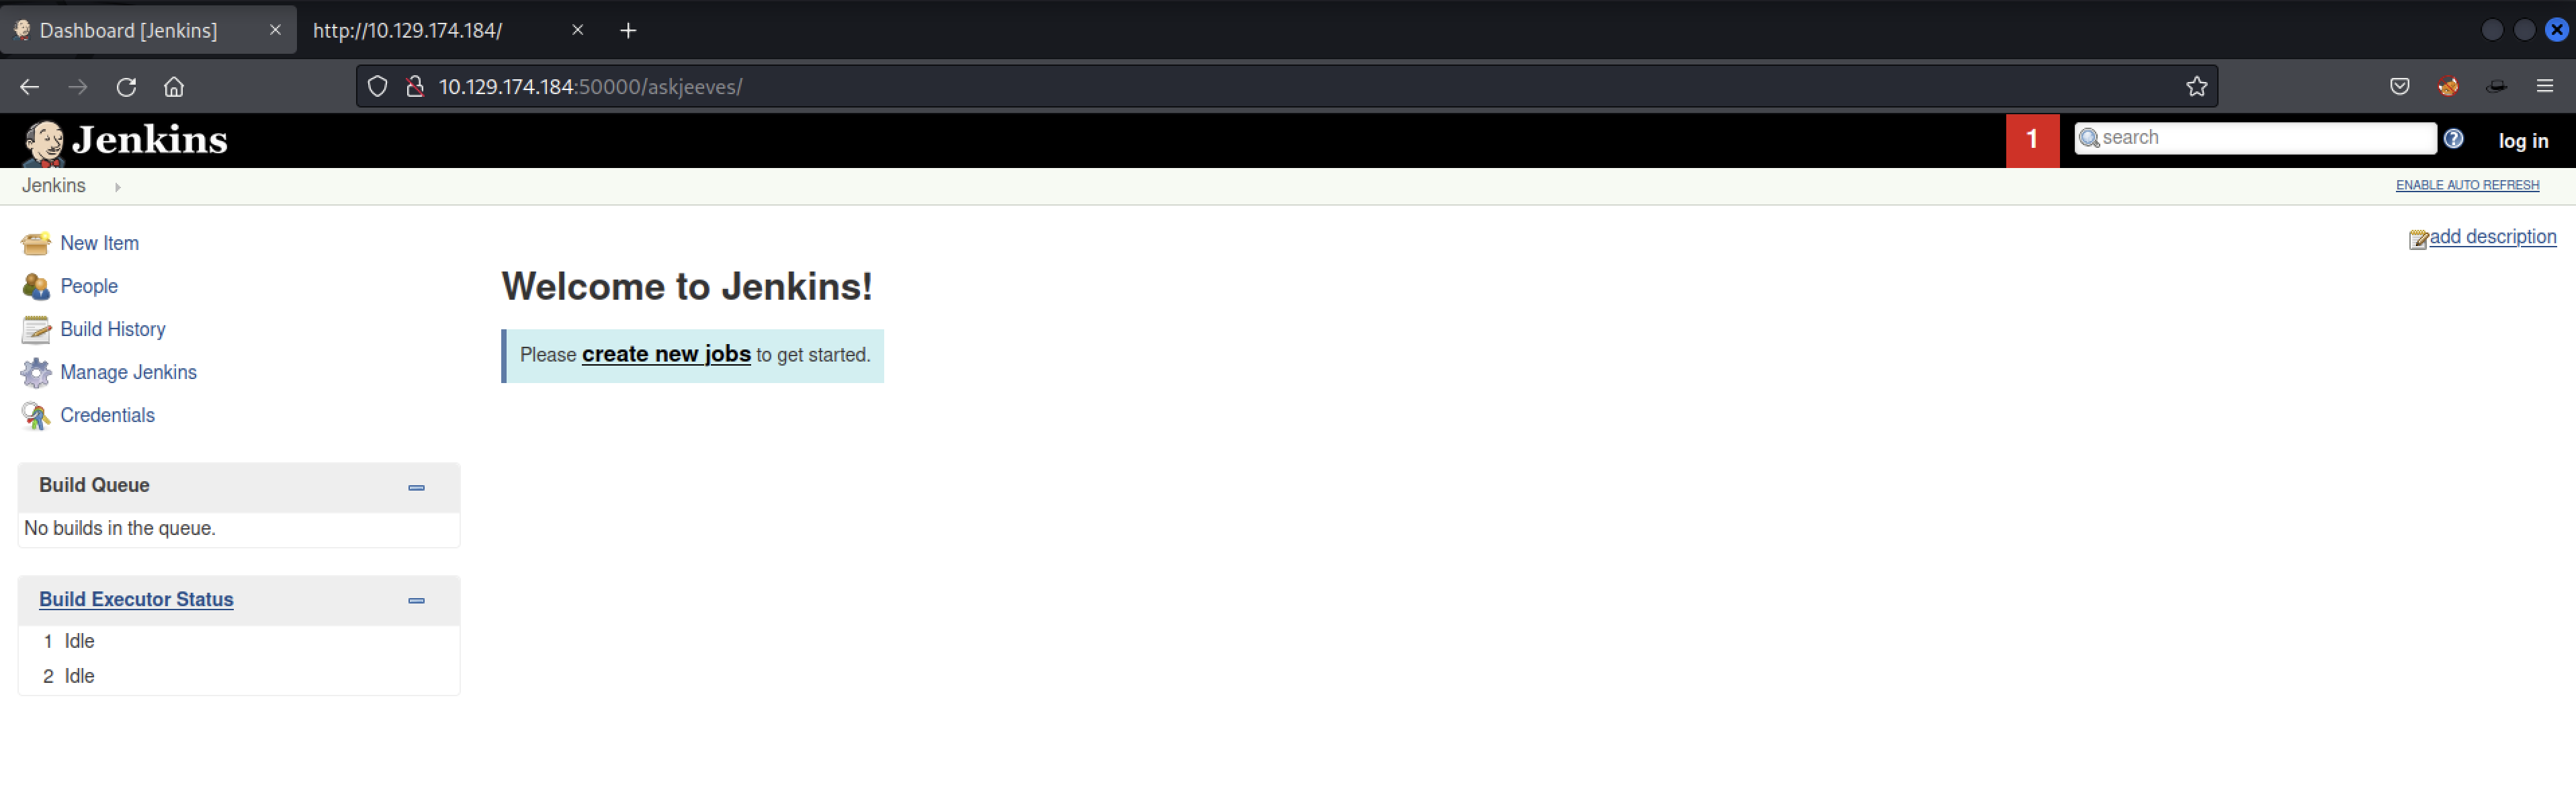 Dashboard [Jenkins]
http://10.129.174.184/
10.129.174.184:50000/askjeeves/
Jenkins
1
search
log in
Jenkins
ENABLE AUTO REFRESH
New Item
add description
People
Build History
Manage Jenkins
Credentials
Welcome to Jenkins!
Please create new jobs to get started.
Build Queue
No builds in the queue.
Build Executor Status
1 Idle
2 Idle